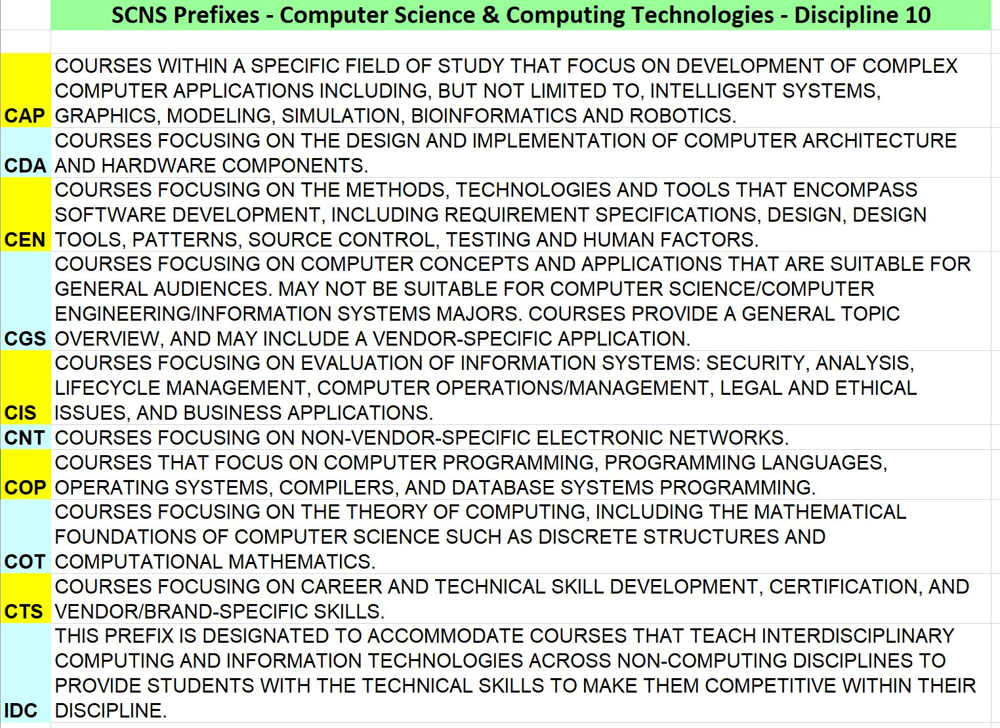 SCNS Prefixes - Computer Science & Computing Technologies - Discipline 10
COURSES WITHIN A SPECIFIC FIELD OF STUDY THAT FOCUS ON DEVELOPMENT OF COMPLEX
COMPUTER APPLICATIONS INCLUDING, BUT NOT LIMITED TO, INTELLIGENT SYSTEMS,
CAP GRAPHICS, MODELING, SIMULATION, BIOINFORMATICS AND ROBOTICS.
COURSES FOCUSING ON THE DESIGN AND IMPLEMENTATION OF COMPUTER ARCHITECTURE
CDA AND HARDWARE COMPONENTS.
COURSES FOCUSING ON THE METHODS, TECHNOLOGIES AND TOOLS THAT ENCOMPASS
SOFTWARE DEVELOPMENT, INCLUDING REQUIREMENT SPECIFICATIONS, DESIGN, DESIGN
CEN TOOLS, PATTERNS, SOURCE CONTROL, TESTING AND HUMAN FACTORS.
COURSES FOCUSING ON COMPUTER CONCEPTS AND APPLICATIONS THAT ARE SUITABLE FOR
GENERAL AUDIENCES. MAY NOT BE SUITABLE FOR COMPUTER SCIENCE/COMPUTER
ENGINEERING/INFORMATION SYSTEMS MAJORS. COURSES PROVIDE A GENERAL TOPIC
CGS OVERVIEW, AND MAY INCLUDE A VENDOR-SPECIFIC APPLICATION.
COURSES FOCUSING ON EVALUATION OF INFORMATION SYSTEMS: SECURITY, ANALYSIS,
LIFECYCLE MANAGEMENT, COMPUTER OPERATIONS/MANAGEMENT, LEGAL AND ETHICAL
CIS ISSUES, AND BUSINESS APPLICATIONS.
CNT COURSES FOCUSING ON NON-VENDOR-SPECIFIC ELECTRONIC NETWORKS.
COURSES THAT FOCUS ON COMPUTER PROGRAMMING, PROGRAMMING LANGUAGES,
COP OPERATING SYSTEMS, COMPILERS, AND DATABASE SYSTEMS PROGRAMMING.
COURSES FOCUSING ON THE THEORY OF COMPUTING, INCLUDING THE MATHEMATICAL
FOUNDATIONS OF COMPUTER SCIENCE SUCH AS DISCRETE STRUCTURES AND
COT COMPUTATIONAL MATHEMATICS.
COURSES FOCUSING ON CAREER AND TECHNICAL SKILL DEVELOPMENT, CERTIFICATION, AND
CTS VENDOR/BRAND-SPECIFIC SKILLS.
THIS PREFIX IS DESIGNATED TO ACCOMMODATE COURSES THAT TEACH INTERDISCIPLINARY
COMPUTING AND INFORMATION TECHNOLOGIES ACROSS NON-COMPUTING DISCIPLINES TO
PROVIDE STUDENTS WITH THE TECHNICAL SKILLS TO MAKE THEM COMPETITIVE WITHIN THEIR
IDC DISCIPLINE.